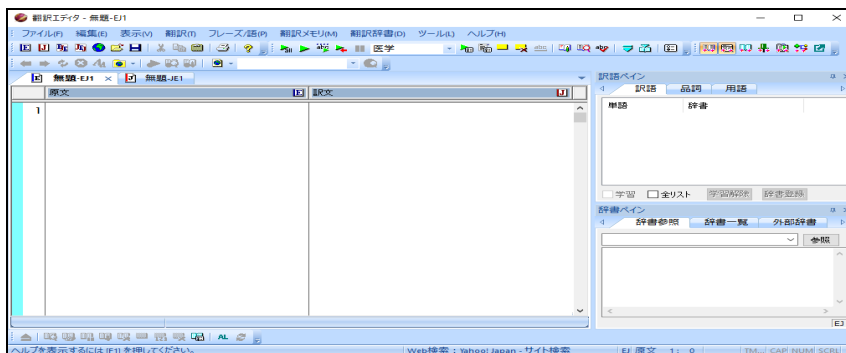 翻訳エディタ - 無題-EJ1
ファイル(F) 編集(E) 表示(V) 翻訳(T) フレーズ/語(P) 翻訳メモリ(M) 翻訳辞書(D) ツール(L) ヘルプ(H)
医学
無題-EJ1 × 無題-JE1
原文 E 訳文 J
1
訳語ペイン
訳語 品詞 用語
単語 辞書
学習 全リスト 学習解除 辞書登録
辞書ペイン
辞書参照 辞書一覧 外部辞書
参照
EJ
AL
ヘルプを表示するには [F1] を押してください。 Web検索 : Yahoo! Japan - サイト検索 EJ 原文 1: 0 TM... CAP NUM SCRL